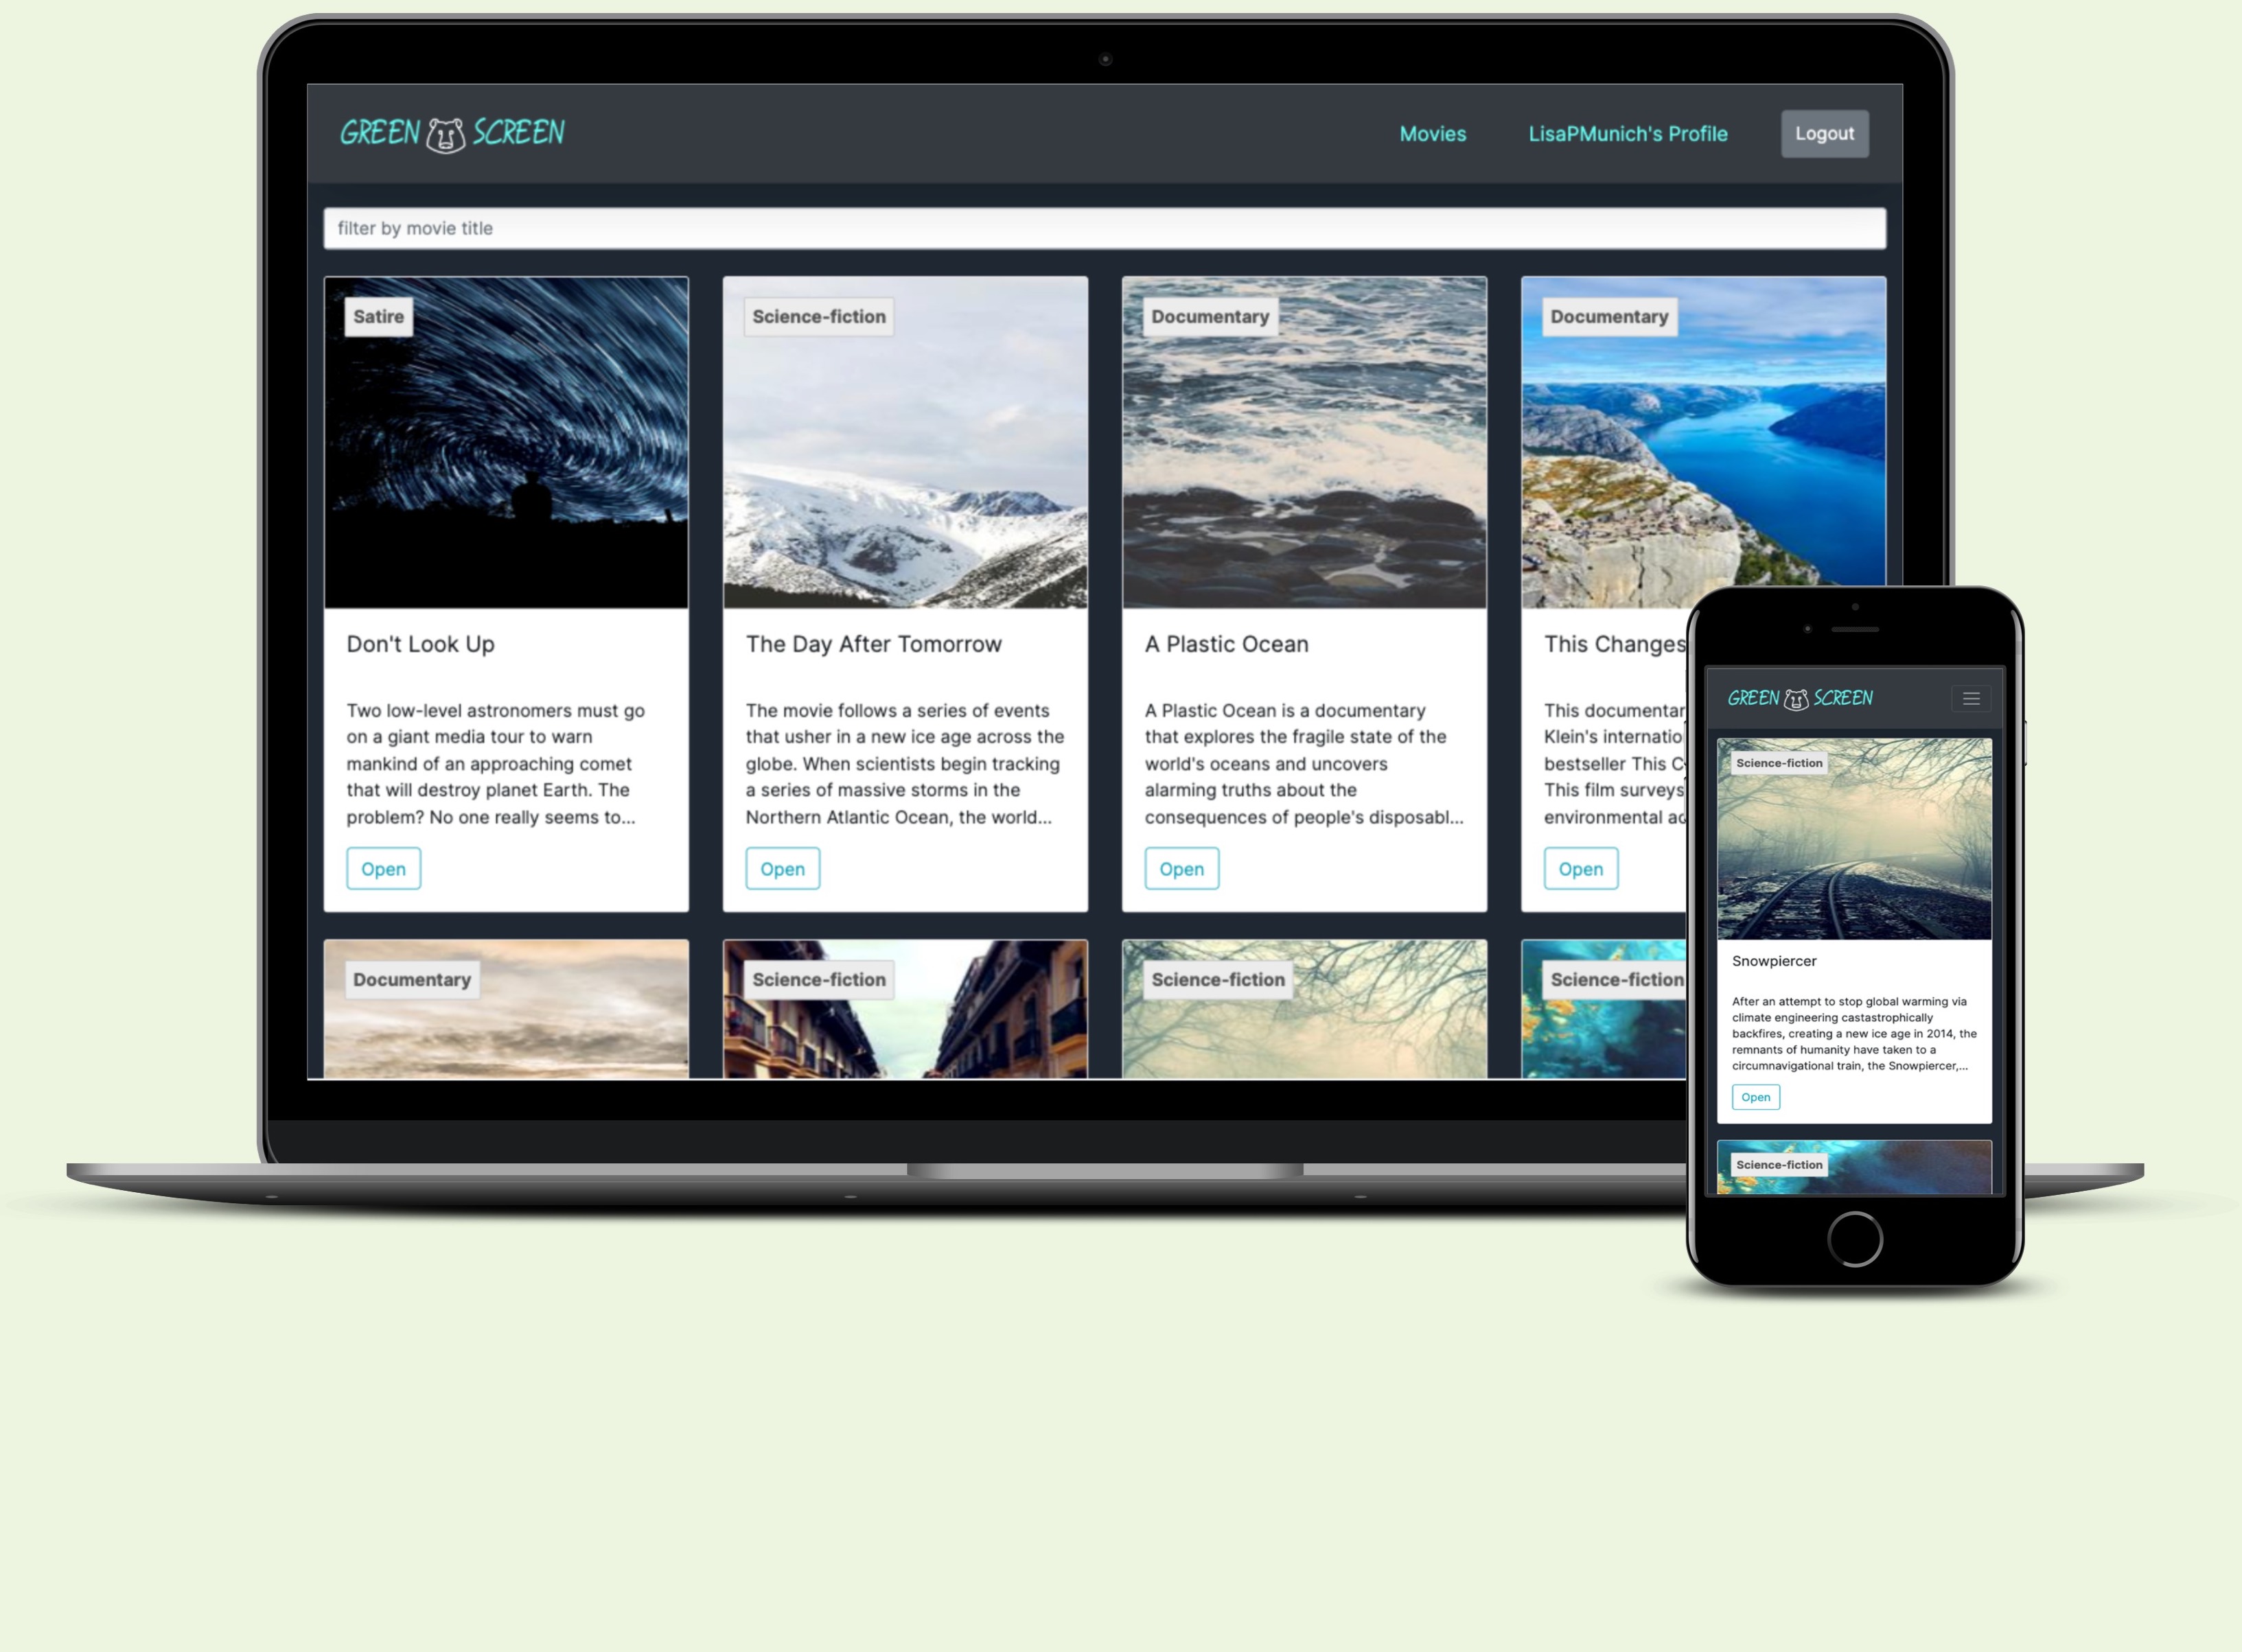 GREEN SCREEN
Movies
LisaPMunich's Profile
Logout
filter by movie title
Satire
Don't Look Up
Two low-level astronomers must go
on a giant media tour to warn
mankind of an approaching comet
that will destroy planet Earth. The
problem? No one really seems to...
Open
Science-fiction
The Day After Tomorrow
The movie follows a series of events
that usher in a new ice age across the
globe. When scientists begin tracking
a series of massive storms in the
Northern Atlantic Ocean, the world...
Open
Documentary
A Plastic Ocean
A Plastic Ocean is a documentary
that explores the fragile state of the
world's oceans and uncovers
alarming truths about the
consequences of people's disposabl...
Open
Documentary
This Changes
This documentar
Klein's internatio
bestseller This C
This film surveys
environmental ac
Open
Documentary
Science-fiction
Science-fiction
Science-fiction
GREEN SCREEN
Science-fiction
Snowpiercer
After an attempt to stop global warming via
climate engineering castastrophically
backfires, creating a new ice age in 2014, the
remnants of humanity have taken to a
circumnavigational train, the Snowpiercer,...
Open
Science-fiction